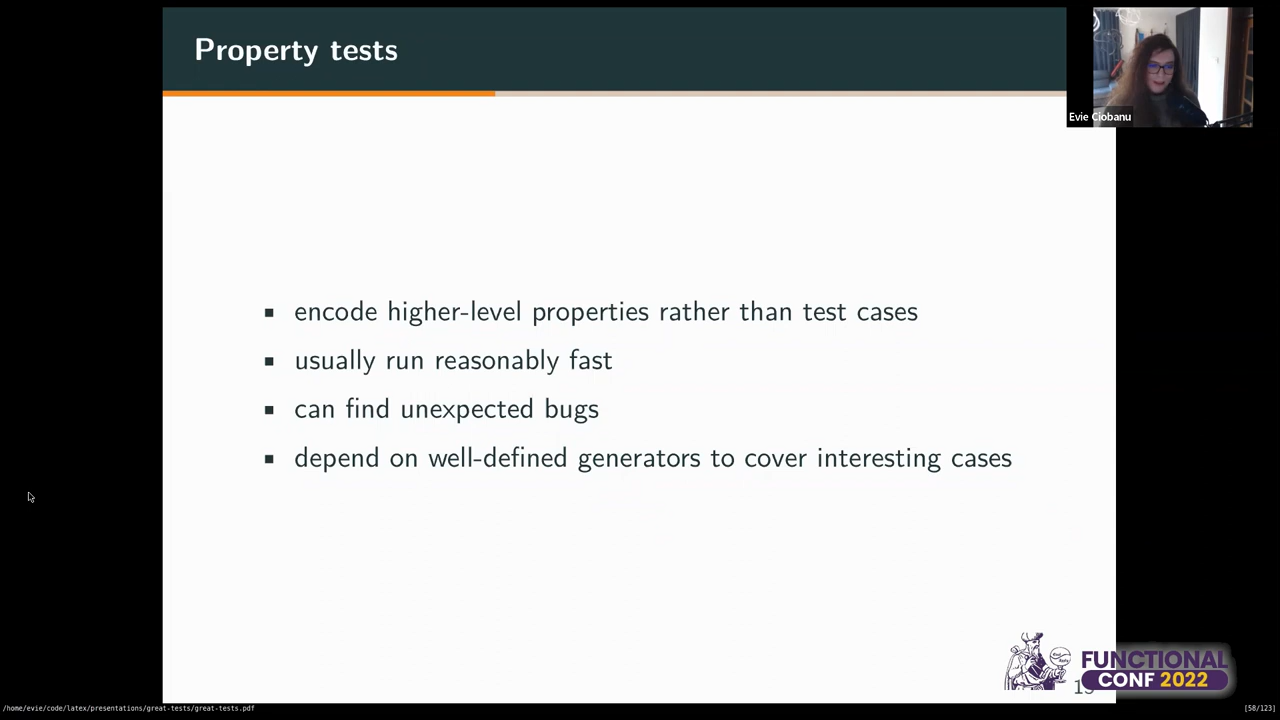 Property tests
Evie Ciobanu
encode higher-level properties rather than test cases
usually run reasonably fast
can find unexpected bugs
depend on well-defined generators to cover interesting cases
FUNCTIONAL
CONF 2022
/home/evie/code/latex/presentations/great-tests/great-tests.pdf
[58/123]